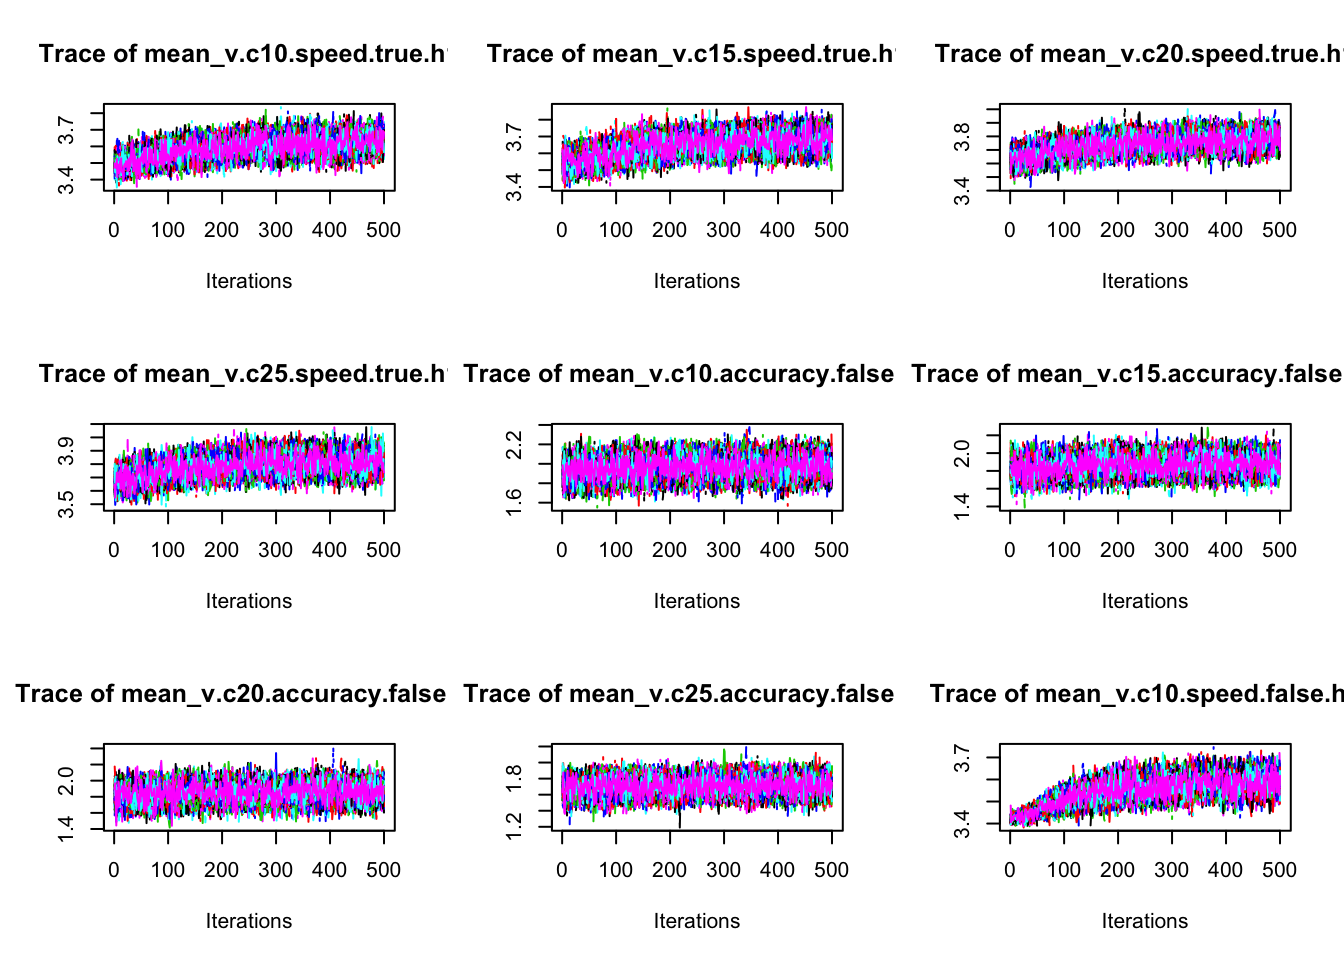 Trace of mean_v.c10.speed.true.h
3.4 3.7
0 100 200 300 400 500
Iterations
Trace of mean_v.c15.speed.true.h
3.4 3.7
0 100 200 300 400 500
Iterations
Trace of mean_v.c20.speed.true.h
3.4 3.8
0 100 200 300 400 500
Iterations
Trace of mean_v.c25.speed.true.h
3.5 3.9
0 100 200 300 400 500
Iterations
Trace of mean_v.c10.accuracy.false
1.6 2.2
0 100 200 300 400 500
Iterations
Trace of mean_v.c15.accuracy.false
1.4 2.0
0 100 200 300 400 500
Iterations
Trace of mean_v.c20.accuracy.false
1.4 2.0
0 100 200 300 400 500
Iterations
Trace of mean_v.c25.accuracy.false
1.2 1.8
0 100 200 300 400 500
Iterations
Trace of mean_v.c10.speed.false.h
3.4 3.7
0 100 200 300 400 500
Iterations